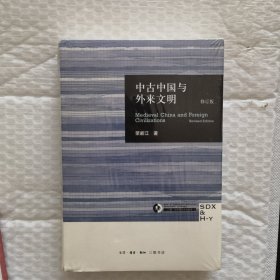 中古中国与
外来文明 修订版
Medieval China and Foreign
Civilizations Revised Edition
荣新江 著
SDX
&
H-Y
生活·读书·新知 三联书店